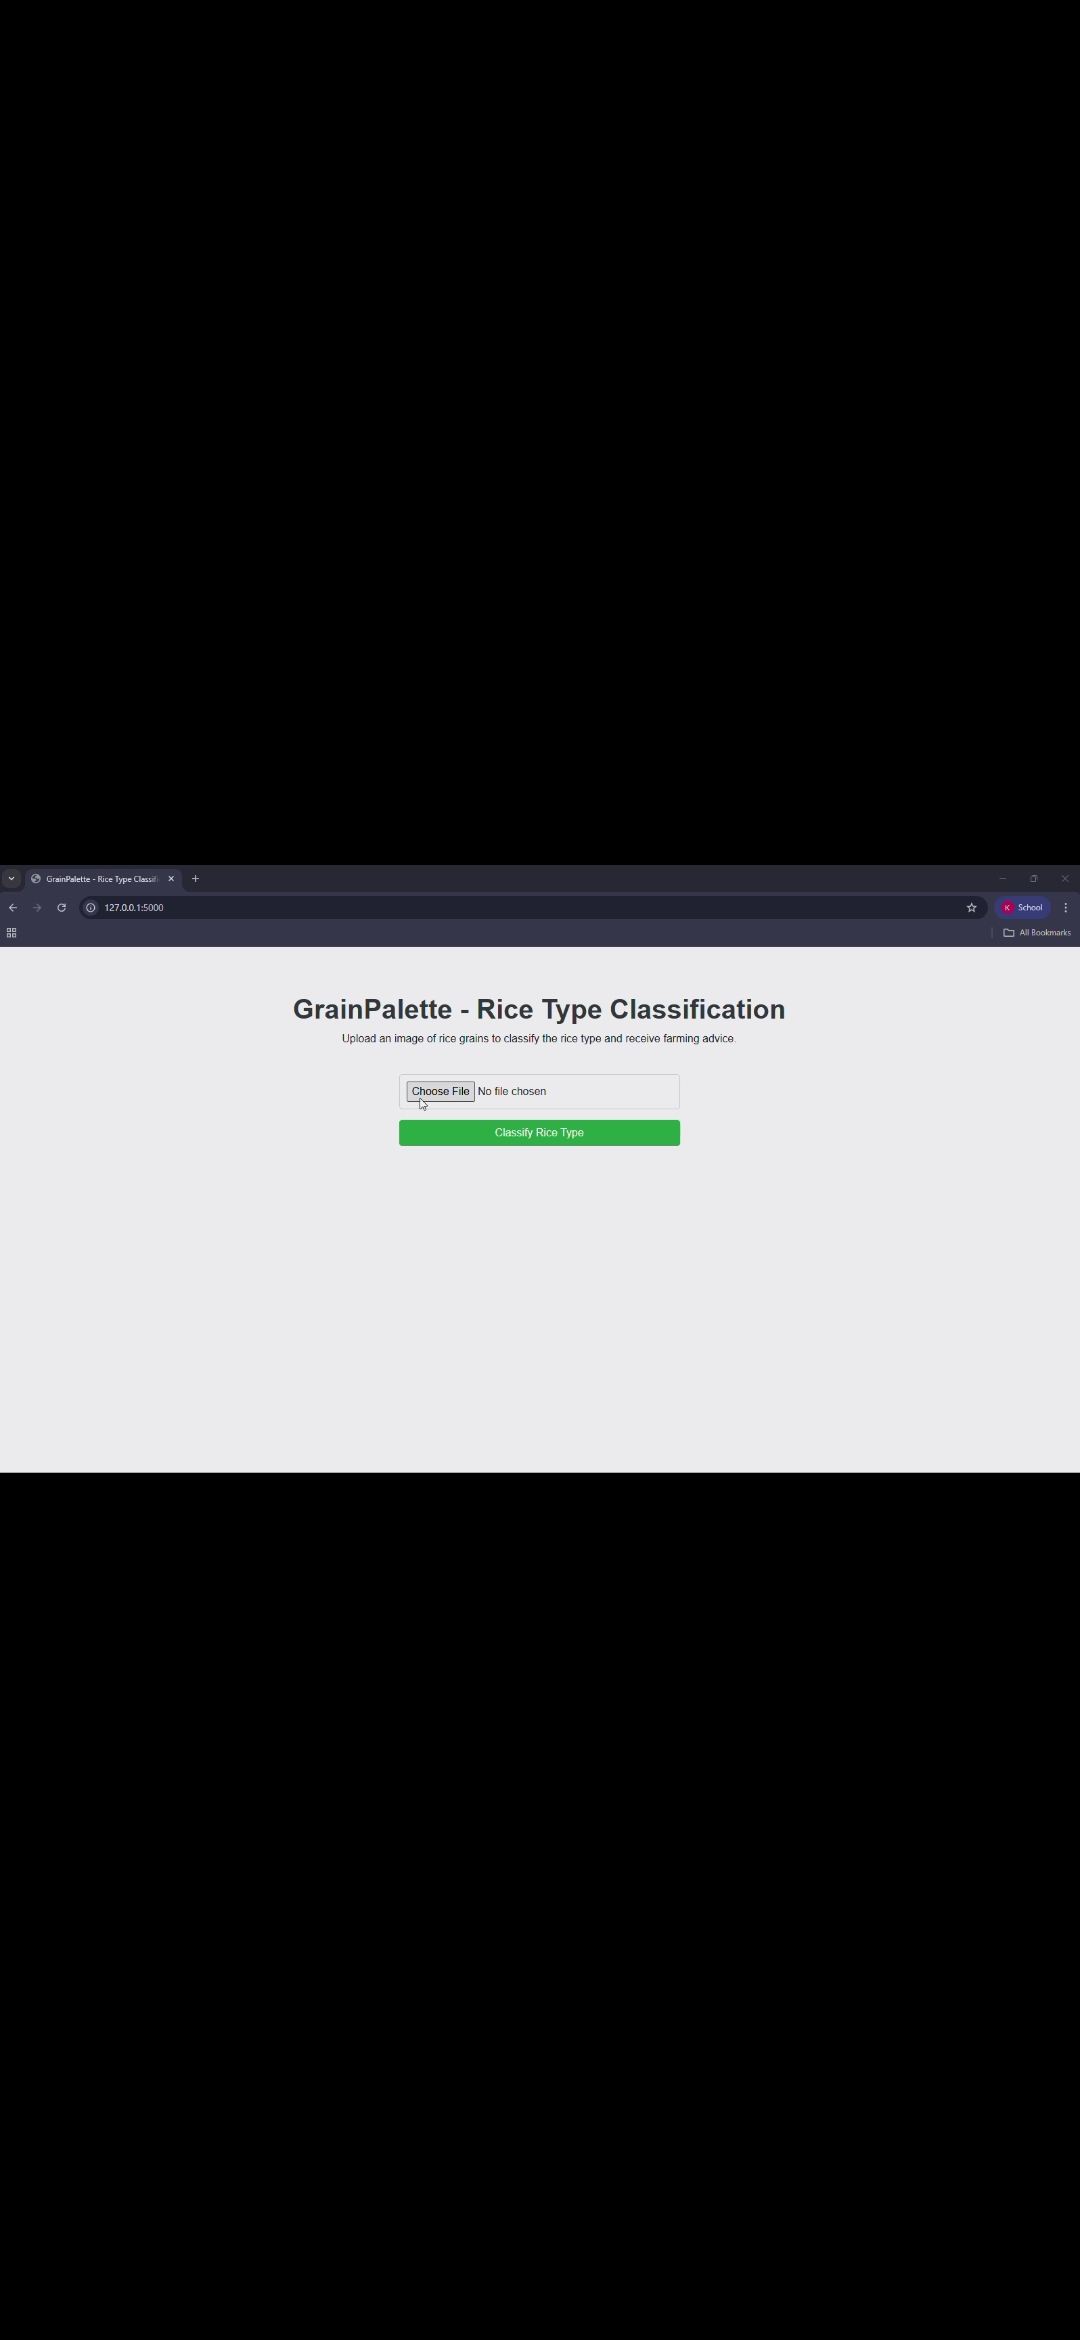 GrainPalette - Rice Type Classifi
127.0.0.1:5000
K School
All Bookmarks
GrainPalette - Rice Type Classification
Upload an image of rice grains to classify the rice type and receive farming advice.
Choose File No file chosen
Classify Rice Type